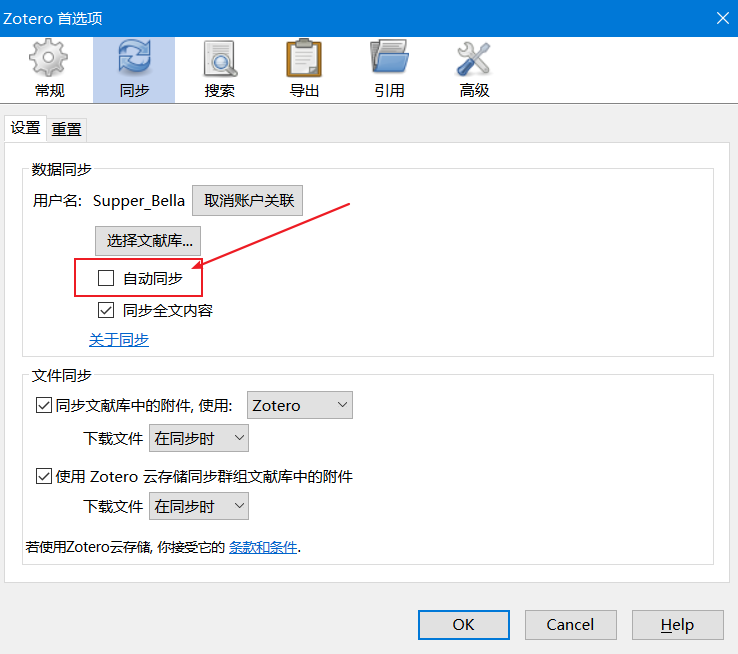 Zotero 首选项
常规 同步 搜索 导出 引用 高级
设置 重置
数据同步
用户名: Supper_Bella 取消账户关联
选择文献库...
自动同步
同步全文内容
关于同步
文件同步
同步文献库中的附件, 使用: Zotero
下载文件 在同步时
使用 Zotero 云存储同步群组文献库中的附件
下载文件 在同步时
若使用Zotero云存储, 你接受它的 条款和条件.
OK Cancel Help